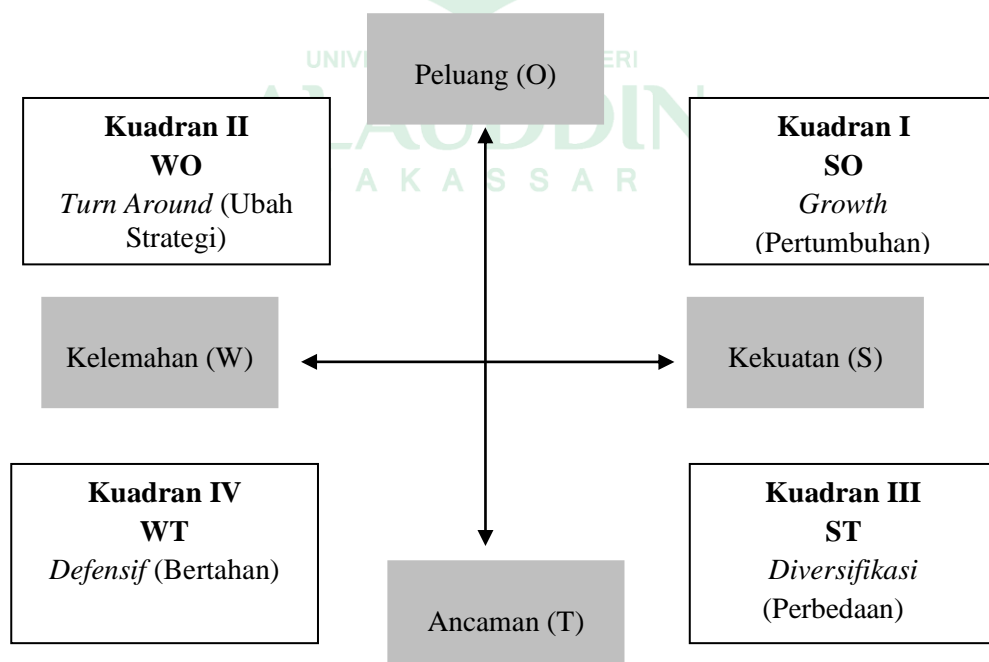 Peluang (O)
Kuadran II
WO
Turn Around (Ubah
Strategi)
Kuadran I
SO
Growth
(Pertumbuhan)
Kelemahan (W)
Kekuatan (S)
Kuadran IV
WT
Defensif (Bertahan)
Kuadran III
ST
Diversifikasi
(Perbedaan)
Ancaman (T)